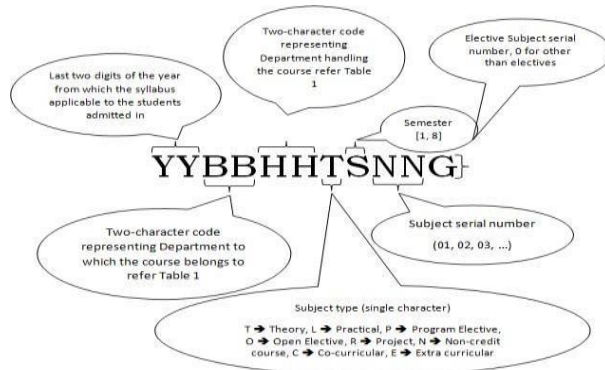 Two-character code
representing
Department handling
the course refer Table
1
Elective Subject serial
number, 0 for other
than electives
Last two digits of the year
from which the syllabus
applicable to the students
admitted in
Semester
[1, 8]
YYBBHHTSNNG
Two-character code
representing Department to
which the course belongs to
refer Table 1
Subject serial number
(01, 02, 03, ...)
Subject type (single character)
T ➔ Theory, L ➔ Practical, P ➔ Program Elective,
O ➔ Open Elective, R ➔ Project, N ➔ Non-credit
course, C ➔ Co-curricular, E ➔ Extra curricular